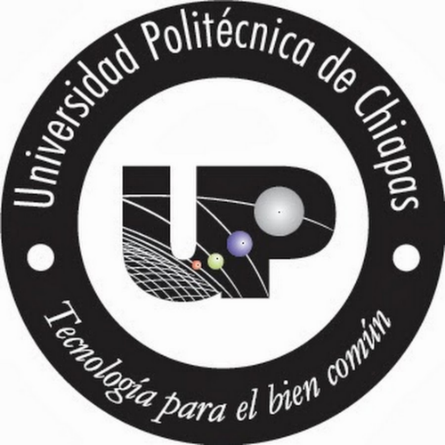 Universidad Politécnica de Chiapas
UP
Tecnología para el bien común